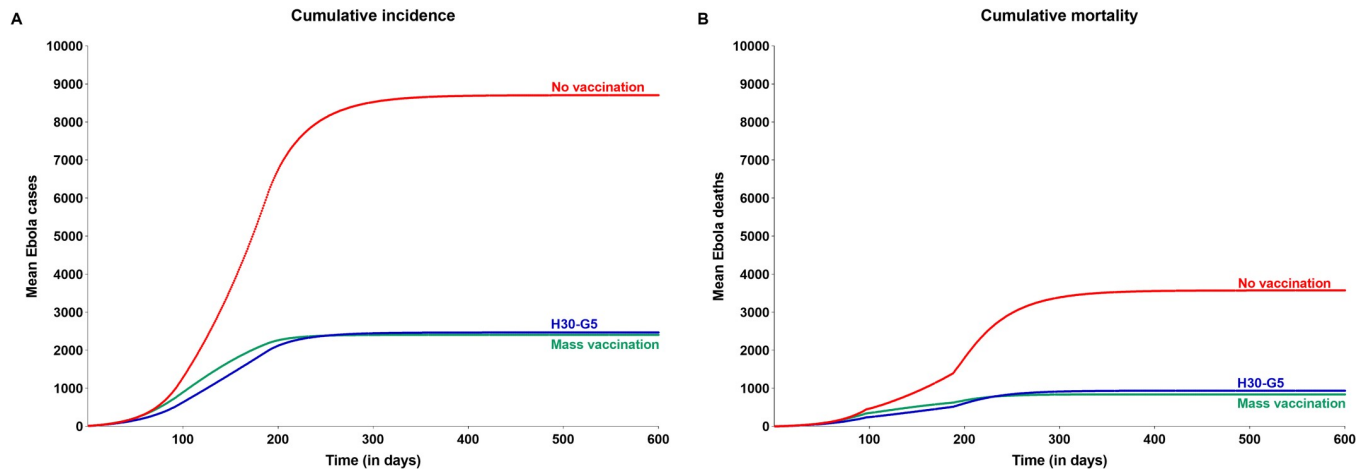 A
Cumulative incidence
Mean Ebola cases
10000
9000
8000
7000
6000
5000
4000
3000
2000
1000
0
No vaccination
H30-G5
Mass vaccination
100
200
300
400
500
600
Time (in days)
B
Cumulative mortality
Mean Ebola deaths
10000
9000
8000
7000
6000
5000
4000
3000
2000
1000
0
No vaccination
H30-G5
Mass vaccination
100
200
300
400
500
600
Time (in days)